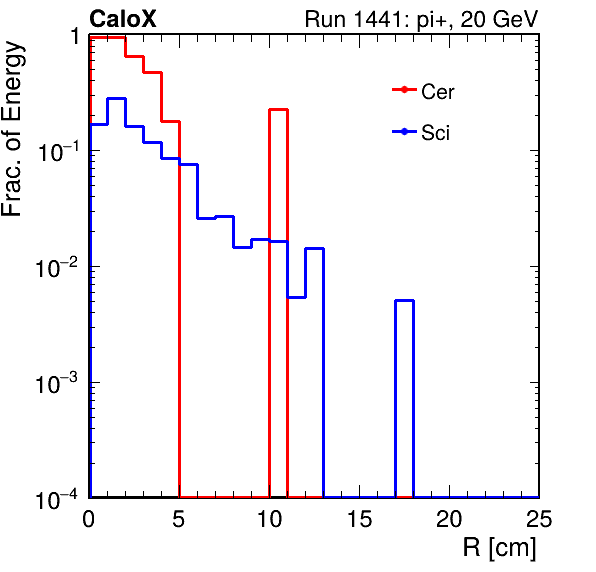 CaloX Run 1441: pi+, 20 GeV
Frac. of Energy
1
10⁻¹
10⁻²
10⁻³
10⁻⁴
Cer
Sci
0 5 10 15 20 25
R [cm]